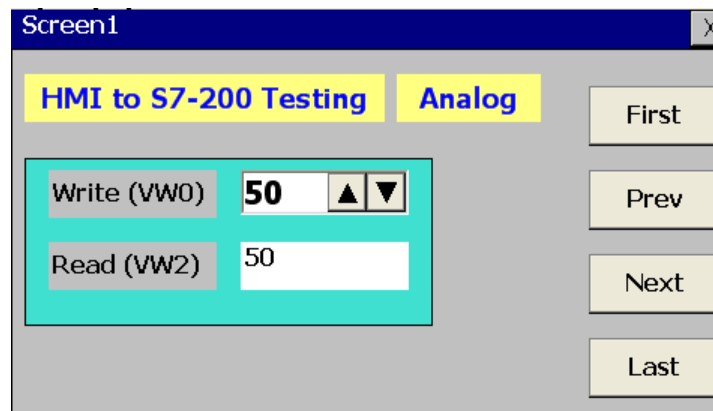 Screen1
X
HMI to S7-200 Testing
Analog
First
Write (VW0)
50
Prev
Read (VW2)
50
Next
Last